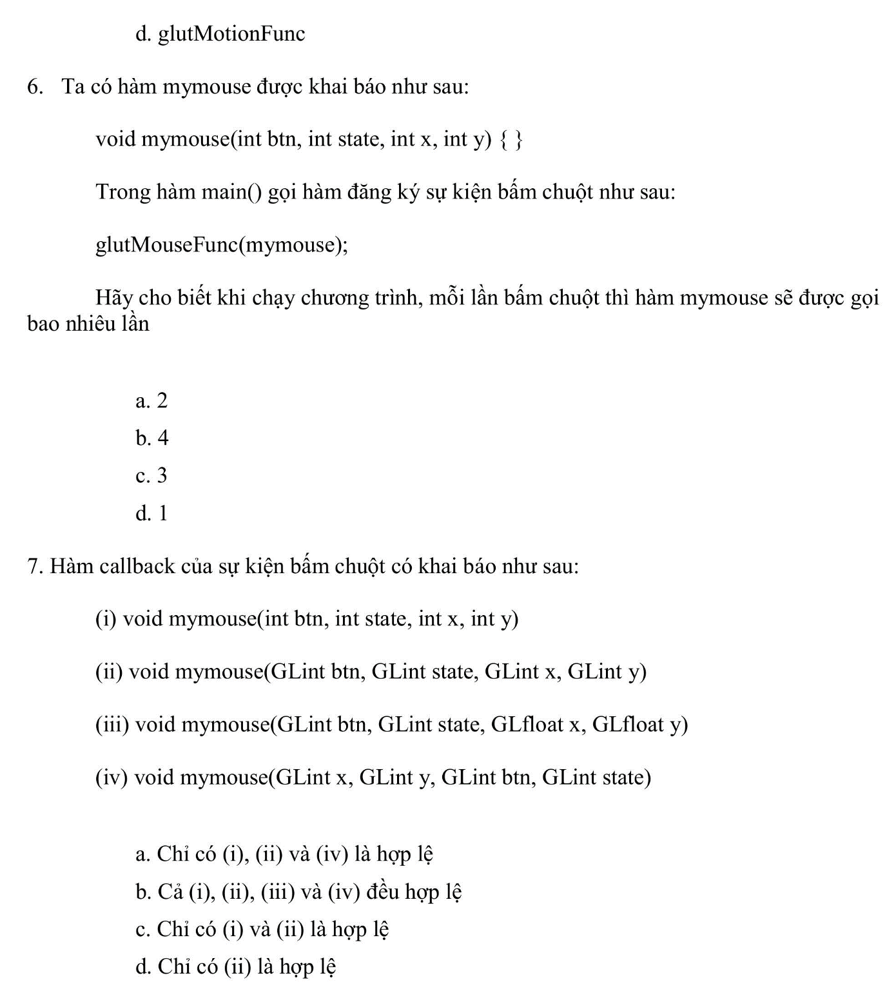 d. glutMotionFunc
6. Ta có hàm mymouse được khai báo như sau:
void mymouse(int btn, int state, int x, int y) { }
Trong hàm main() gọi hàm đăng ký sự kiện bấm chuột như sau:
glutMouseFunc(mymouse);
Hãy cho biết khi chạy chương trình, mỗi lần bấm chuột thì hàm mymouse sẽ được gọi
bao nhiêu lần
a. 2
b. 4
c. 3
d. 1
7. Hàm callback của sự kiện bấm chuột có khai báo như sau:
(i) void mymouse(int btn, int state, int x, int y)
(ii) void mymouse(GLint btn, GLint state, GLint x, GLint y)
(iii) void mymouse(GLint btn, GLint state, GLfloat x, GLfloat y)
(iv) void mymouse(GLint x, GLint y, GLint btn, GLint state)
a. Chỉ có (i), (ii) và (iv) là hợp lệ
b. Cả (i), (ii), (iii) và (iv) đều hợp lệ
c. Chỉ có (i) và (ii) là hợp lệ
d. Chỉ có (ii) là hợp lệ